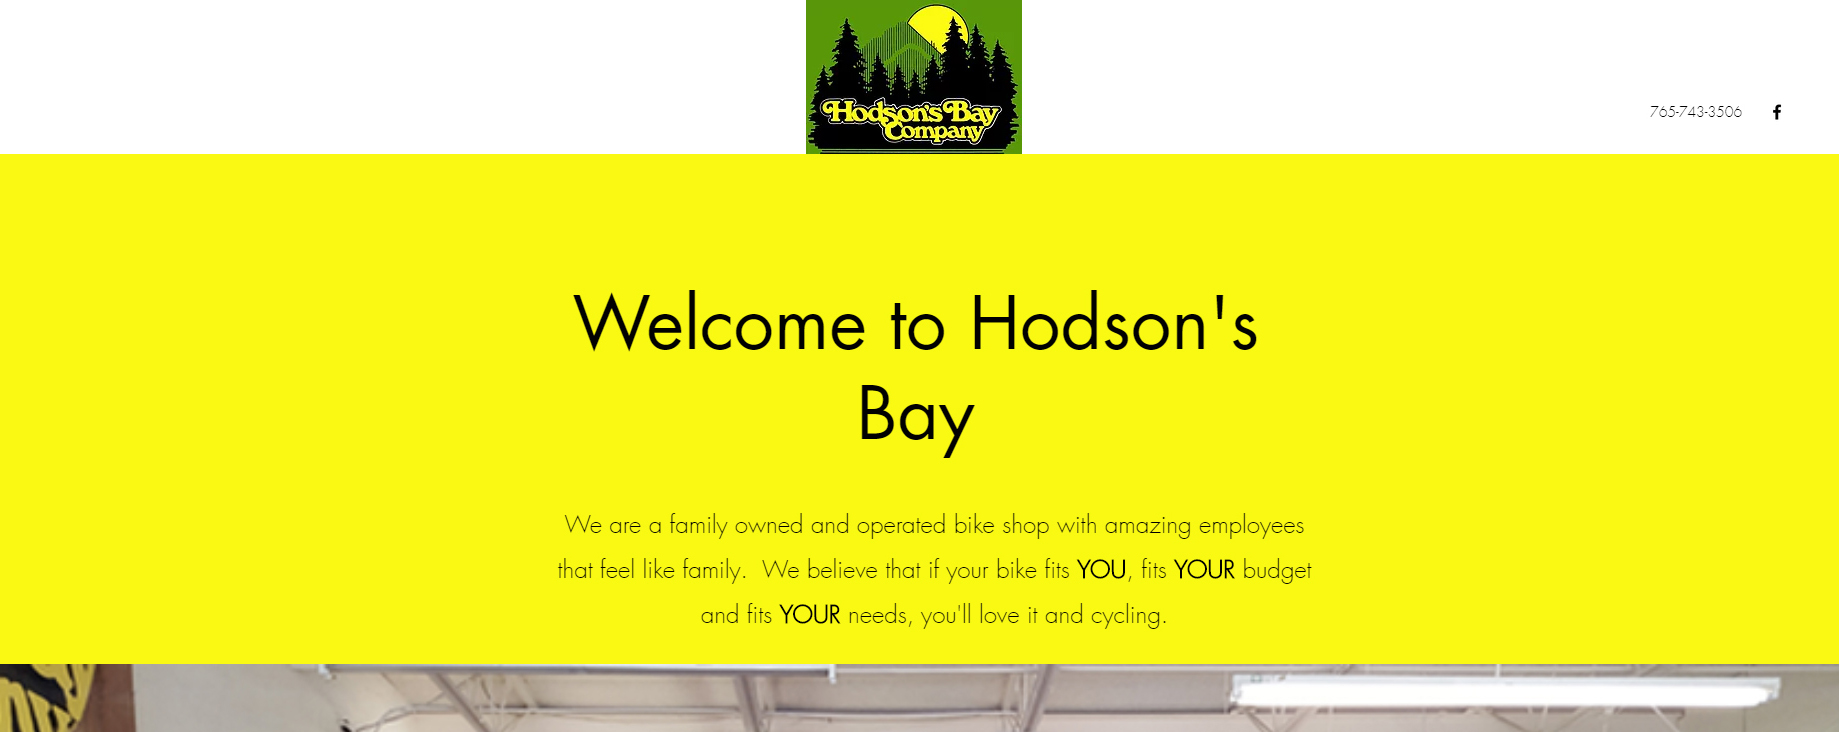 Hodson's Bay
Company
765-743-3506
Welcome to Hodson's
Bay
We are a family owned and operated bike shop with amazing employees
that feel like family.  We believe that if your bike fits YOU, fits YOUR budget
and fits YOUR needs, you'll love it and cycling.